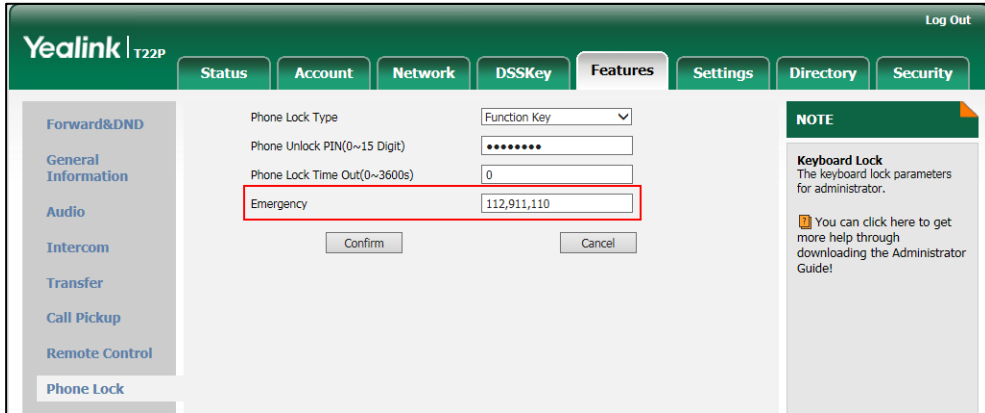 Log Out
Yealink T22P
Status Account Network DSSKey Features Settings Directory Security
Forward&DND
General
Information
Audio
Intercom
Transfer
Call Pickup
Remote Control
Phone Lock
Phone Lock Type Function Key
Phone Unlock PIN(0~15 Digit) ••••••••
Phone Lock Time Out(0~3600s) 0
Emergency 112,911,110
Confirm Cancel
NOTE
Keyboard Lock
The keyboard lock parameters
for administrator.
? You can click here to get
more help through
downloading the Administrator
Guide!